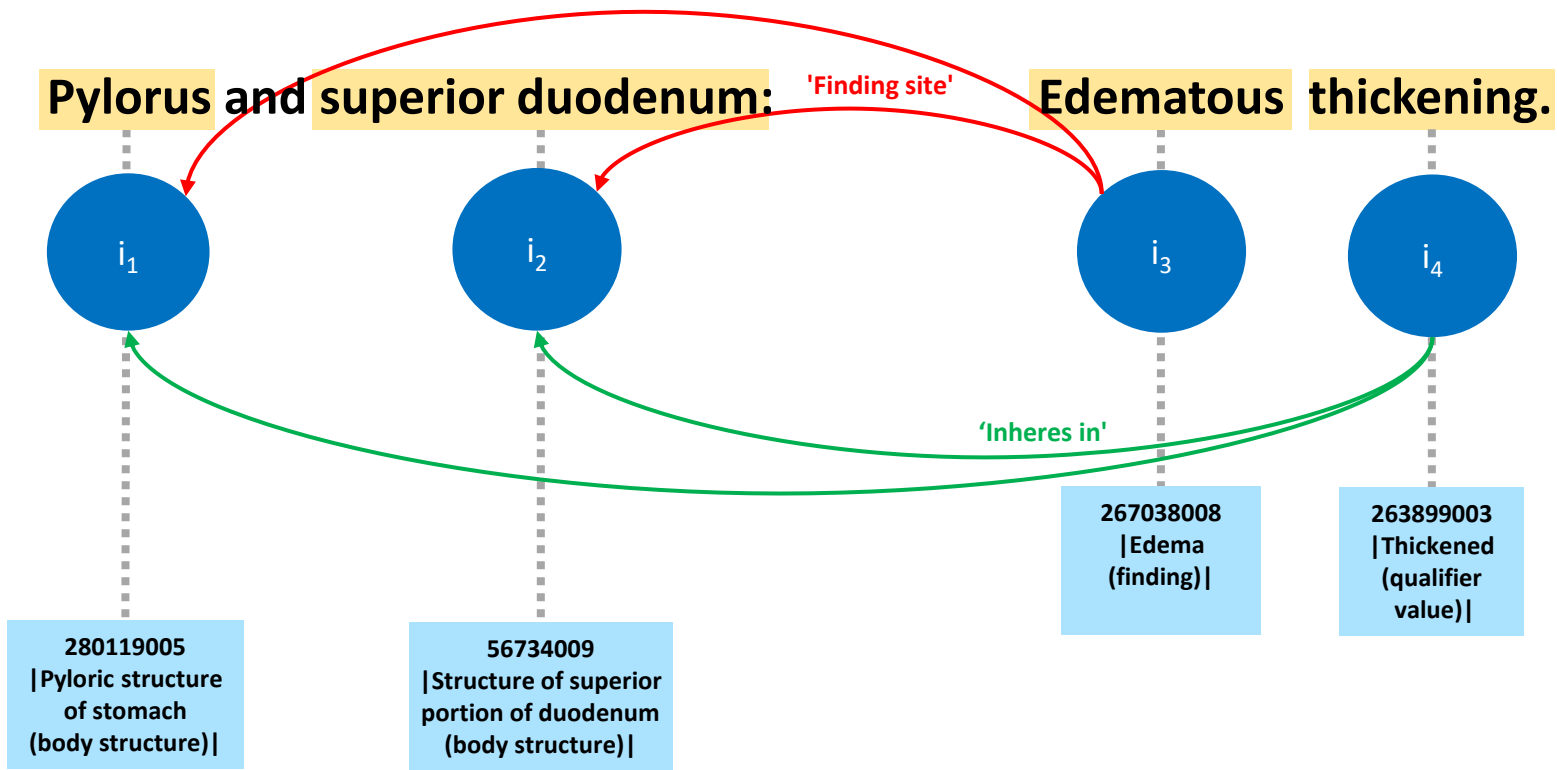 'Finding site'
Pylorus and superior duodenum: Edematous thickening.
i₁ i₂ i₃ i₄
‘Inheres in'
267038008
|Edema
(finding)|
263899003
|Thickened
(qualifier
value)|
280119005
|Pyloric structure
of stomach
(body structure)|
56734009
|Structure of superior
portion of duodenum
(body structure)|